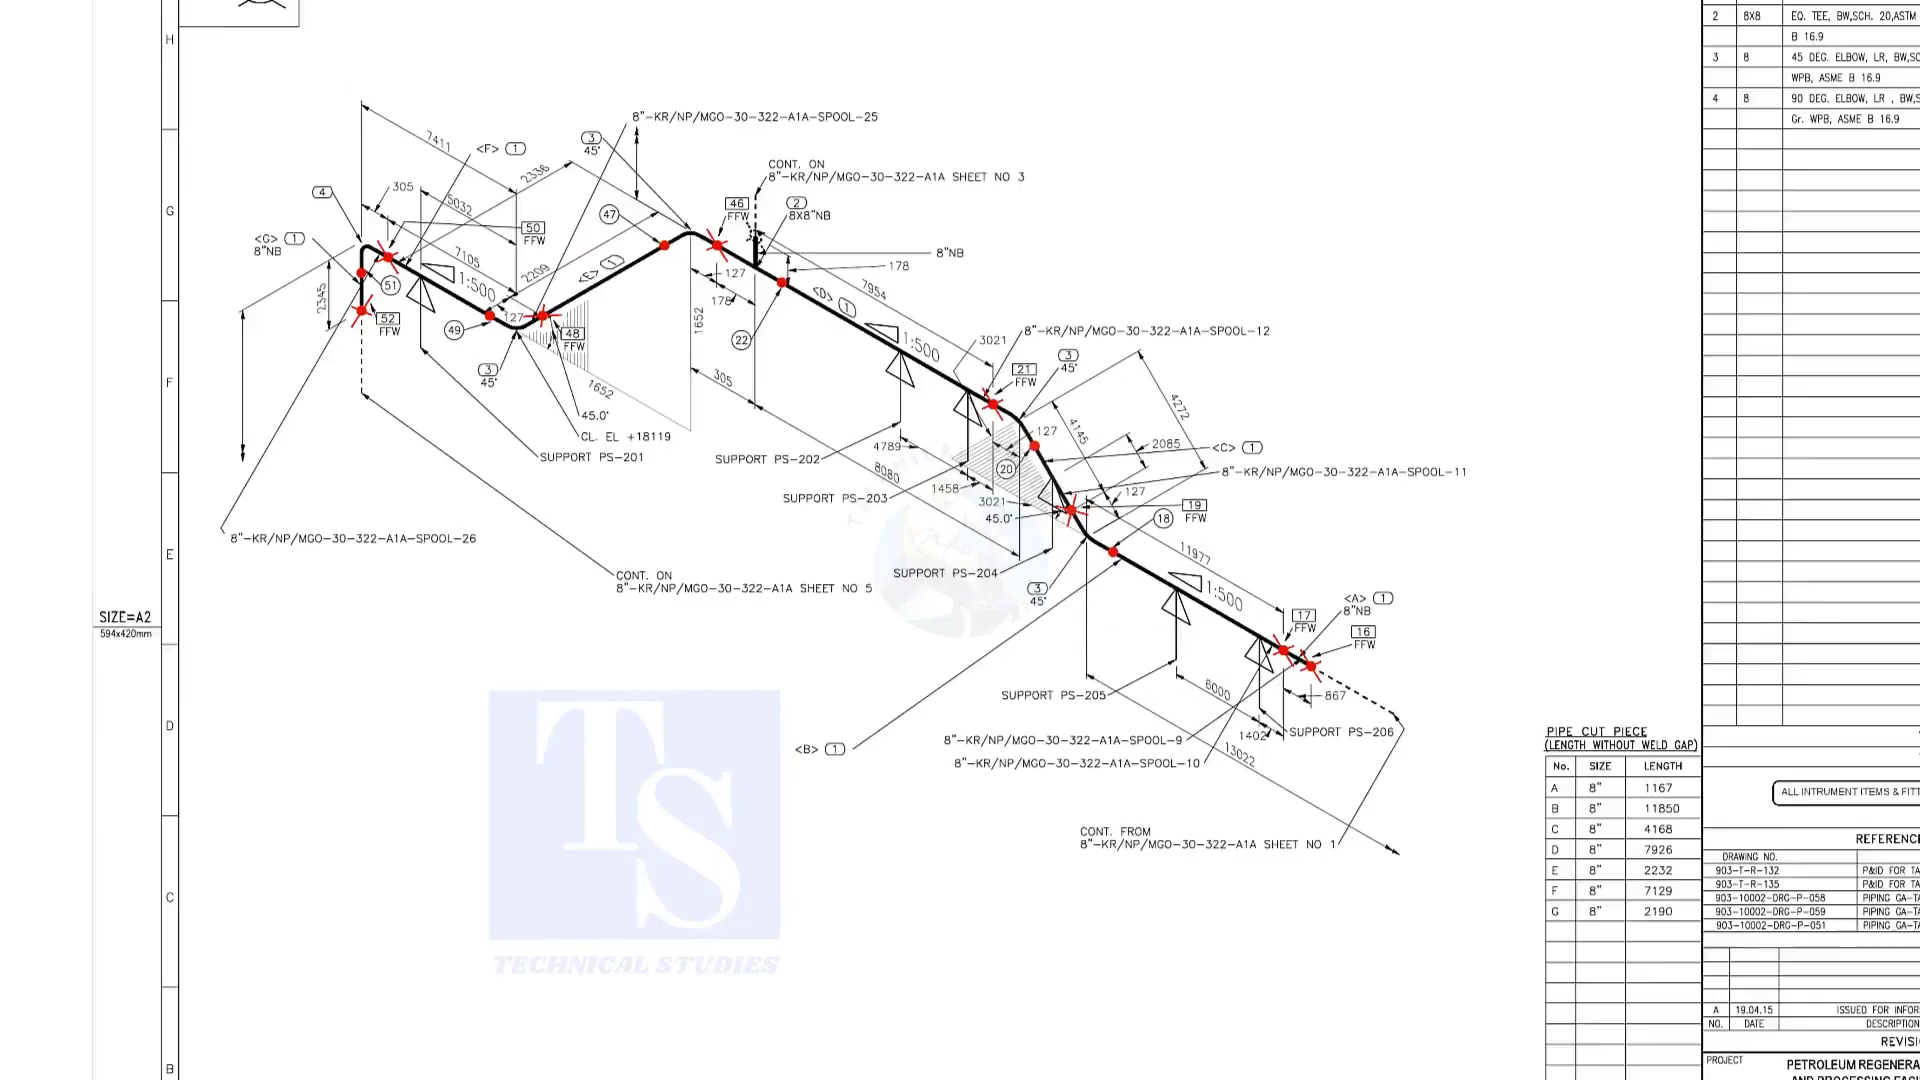 H
G
F
E
D
C
B
SIZE=A2
594x420mm
8"-KR/NP/MGO-30-322-A1A-SPOOL-25
7411
<F> 1
3
45°
2336
CONT. ON
8"-KR/NP/MGO-30-322-A1A SHEET NO 3
4
305
5032
47
46
FFW
2
8X8"NB
50
FFW
<G> 1
8"NB
7105
2209
<E> 1
8"NB
178
127
178
51
1:500
2345
52
FFW
49
127
48
FFW
1652
<D> 1
7954
22
1:500
3021
8"-KR/NP/MGO-30-322-A1A-SPOOL-12
3
45°
21
FFW
3
45°
1652
305
45.0°
CL. EL +18119
SUPPORT PS-201
SUPPORT PS-202
4789
8080
SUPPORT PS-203
1458
3021
45.0°
20
127
4145
4272
2085
<C> 1
8"-KR/NP/MGO-30-322-A1A-SPOOL-11
127
19
FFW
18
8"-KR/NP/MGO-30-322-A1A-SPOOL-26
CONT. ON
8"-KR/NP/MGO-30-322-A1A SHEET NO 5
SUPPORT PS-204
3
45°
11977
1:500
<A> 1
8"NB
17
FFW
16
FFW
SUPPORT PS-205
6000
867
SUPPORT PS-206
1402
<B> 1
8"-KR/NP/MGO-30-322-A1A-SPOOL-9
8"-KR/NP/MGO-30-322-A1A-SPOOL-10
13022
CONT. FROM
8"-KR/NP/MGO-30-322-A1A SHEET NO 1
TS
TECHNICAL STUDIES
2 8X8 EQ. TEE, BW,SCH. 20,ASTM
B 16.9
3 8 45 DEG. ELBOW, LR, BW,SC
WPB, ASME B 16.9
4 8 90 DEG. ELBOW, LR , BW,S
Gr. WPB, ASME B 16.9
PIPE CUT PIECE
(LENGTH WITHOUT WELD GAP)
No. SIZE LENGTH
A 8" 1167
B 8" 11850
C 8" 4168
D 8" 7926
E 8" 2232
F 8" 7129
G 8" 2190
ALL INTRUMENT ITEMS & FITT
REFERENCE
DRAWING NO.
903-T-R-132 P&ID FOR TA
903-T-R-135 P&ID FOR TA
903-10002-DRG-P-058 PIPING GA-TA
903-10002-DRG-P-059 PIPING GA-TA
903-10002-DRG-P-051 PIPING GA-TA
A 19.04.15 ISSUED FOR INFOR
NO. DATE DESCRIPTION
REVISI
PROJECT
PETROLEUM REGENERA